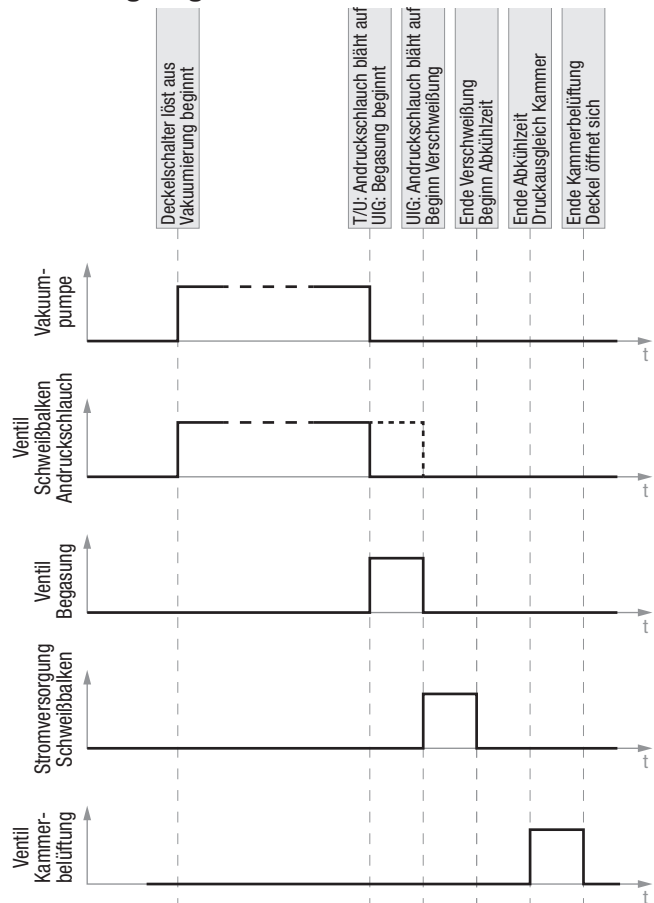 Deckelschalter löst aus
Vakuumierung beginnt
T/U: Andruckschlauch bläht auf
UIG: Begasung beginnt
UIG: Andruckschlauch bläht auf
Beginn Verschweißung
Ende Verschweißung
Beginn Abkühlzeit
Ende Abkühlzeit
Druckausgleich Kammer
Ende Kammerbelüftung
Deckel öffnet sich
Vakuum-
pumpe
t
Ventil
Schweißbalken
Andruckschlauch
t
Ventil
Begasung
t
Stromversorgung
Schweißbalken
t
Ventil
Kammer-
belüftung
t